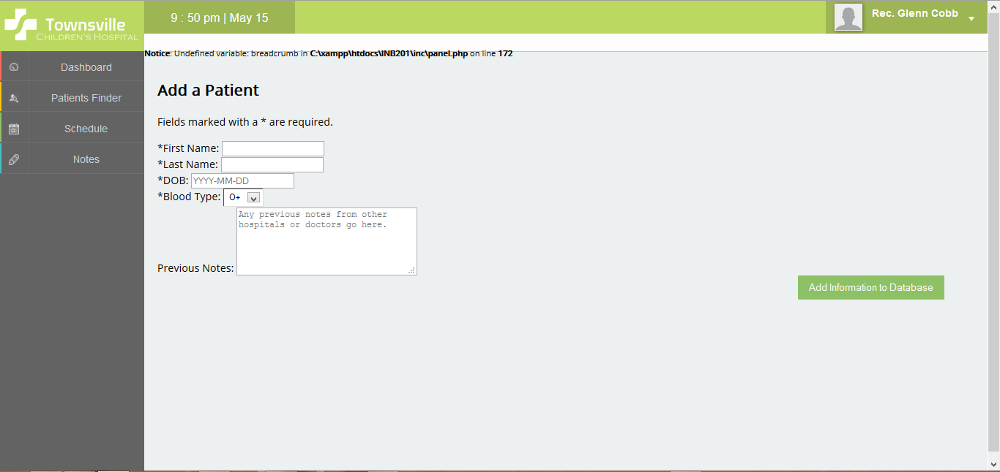 Townsville
CHILDREN'S HOSPITAL
9 : 50 pm | May 15
Rec. Glenn Cobb
Notice: Undefined variable: breadcrumb in C:\xampp\htdocs\INB201\inc\panel.php on line 172
Dashboard
Patients Finder
Schedule
Notes
Add a Patient
Fields marked with a * are required.
*First Name:
*Last Name:
*DOB: YYYY-MM-DD
*Blood Type: O+
Any previous notes from other
hospitals or doctors go here.
Previous Notes:
Add Information to Database